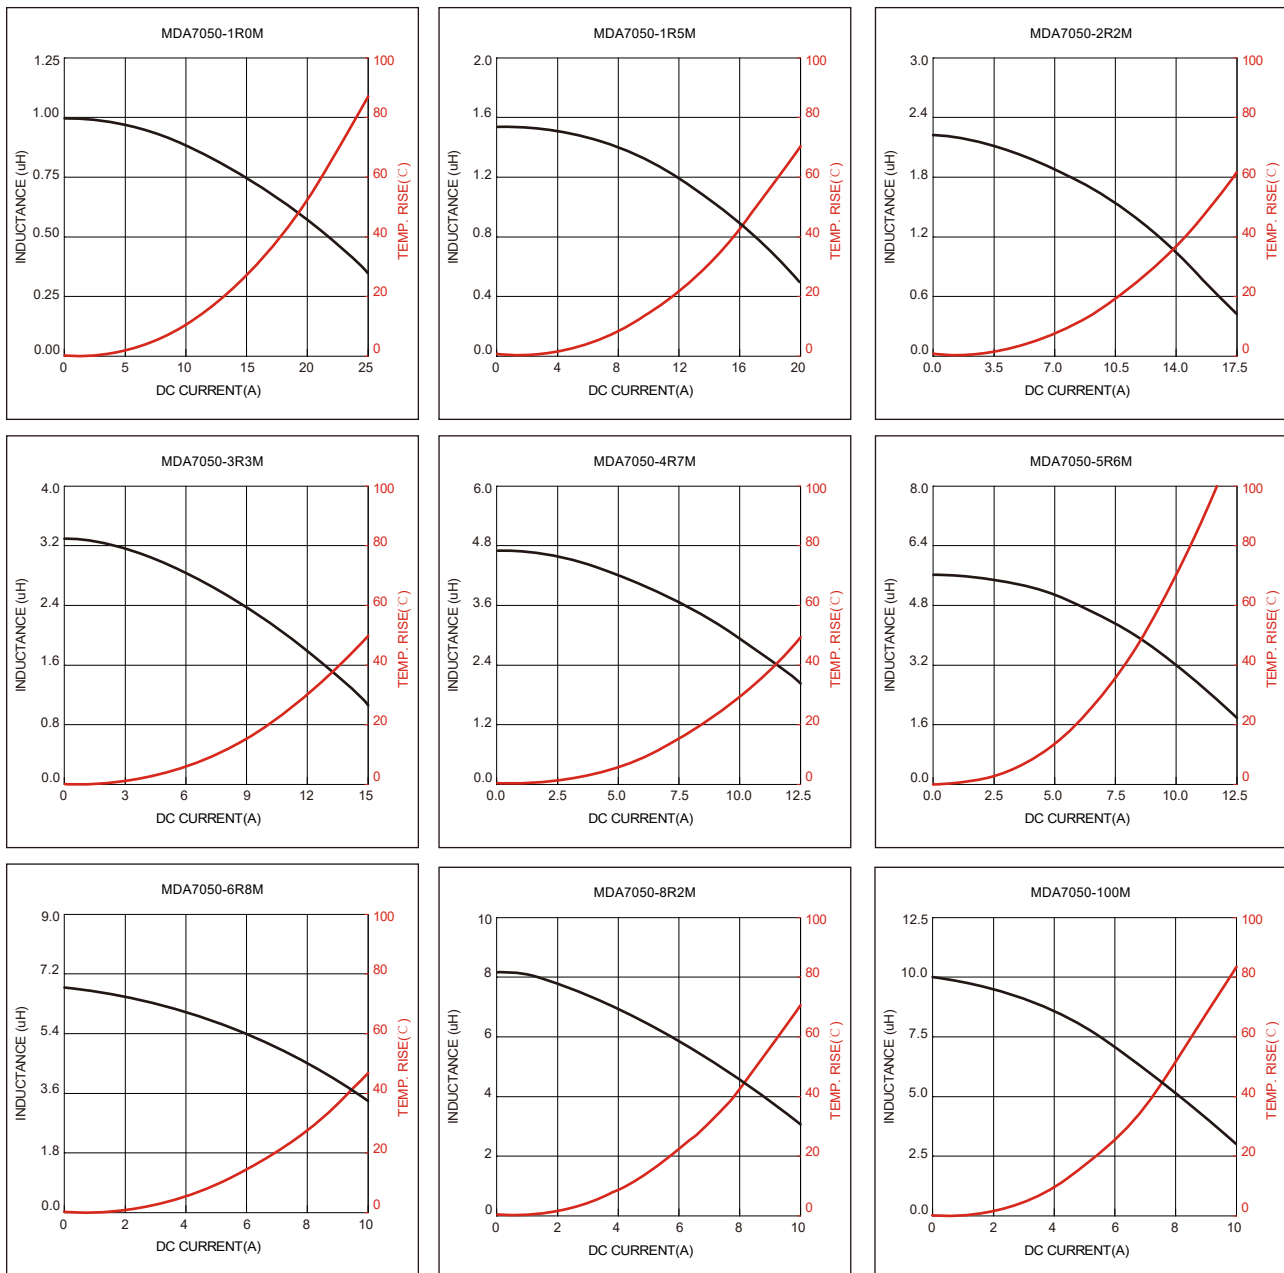 MDA7050-1R0M
INDUCTANCE (uH)
1.25
1.00
0.75
0.50
0.25
0.00
100
80
60
40
20
0
TEMP. RISE(℃)
0 5 10 15 20 25
DC CURRENT(A)
MDA7050-1R5M
INDUCTANCE (uH)
2.0
1.6
1.2
0.8
0.4
0.0
100
80
60
40
20
0
TEMP. RISE(℃)
0 4 8 12 16 20
DC CURRENT(A)
MDA7050-2R2M
INDUCTANCE (uH)
3.0
2.4
1.8
1.2
0.6
0.0
100
80
60
40
20
0
TEMP. RISE(℃)
0.0 3.5 7.0 10.5 14.0 17.5
DC CURRENT(A)
MDA7050-3R3M
INDUCTANCE (uH)
4.0
3.2
2.4
1.6
0.8
0.0
100
80
60
40
20
0
TEMP. RISE(℃)
0 3 6 9 12 15
DC CURRENT(A)
MDA7050-4R7M
INDUCTANCE (uH)
6.0
4.8
3.6
2.4
1.2
0.0
100
80
60
40
20
0
TEMP. RISE(℃)
0.0 2.5 5.0 7.5 10.0 12.5
DC CURRENT(A)
MDA7050-5R6M
INDUCTANCE (uH)
8.0
6.4
4.8
3.2
1.6
0.0
100
80
60
40
20
0
TEMP. RISE(℃)
0.0 2.5 5.0 7.5 10.0 12.5
DC CURRENT(A)
MDA7050-6R8M
INDUCTANCE (uH)
9.0
7.2
5.4
3.6
1.8
0.0
100
80
60
40
20
0
TEMP. RISE(℃)
0 2 4 6 8 10
DC CURRENT(A)
MDA7050-8R2M
INDUCTANCE (uH)
10
8
6
4
2
0
100
80
60
40
20
0
TEMP. RISE(℃)
0 2 4 6 8 10
DC CURRENT(A)
MDA7050-100M
INDUCTANCE (uH)
12.5
10.0
7.5
5.0
2.5
0.0
100
80
60
40
20
0
TEMP. RISE(℃)
0 2 4 6 8 10
DC CURRENT(A)